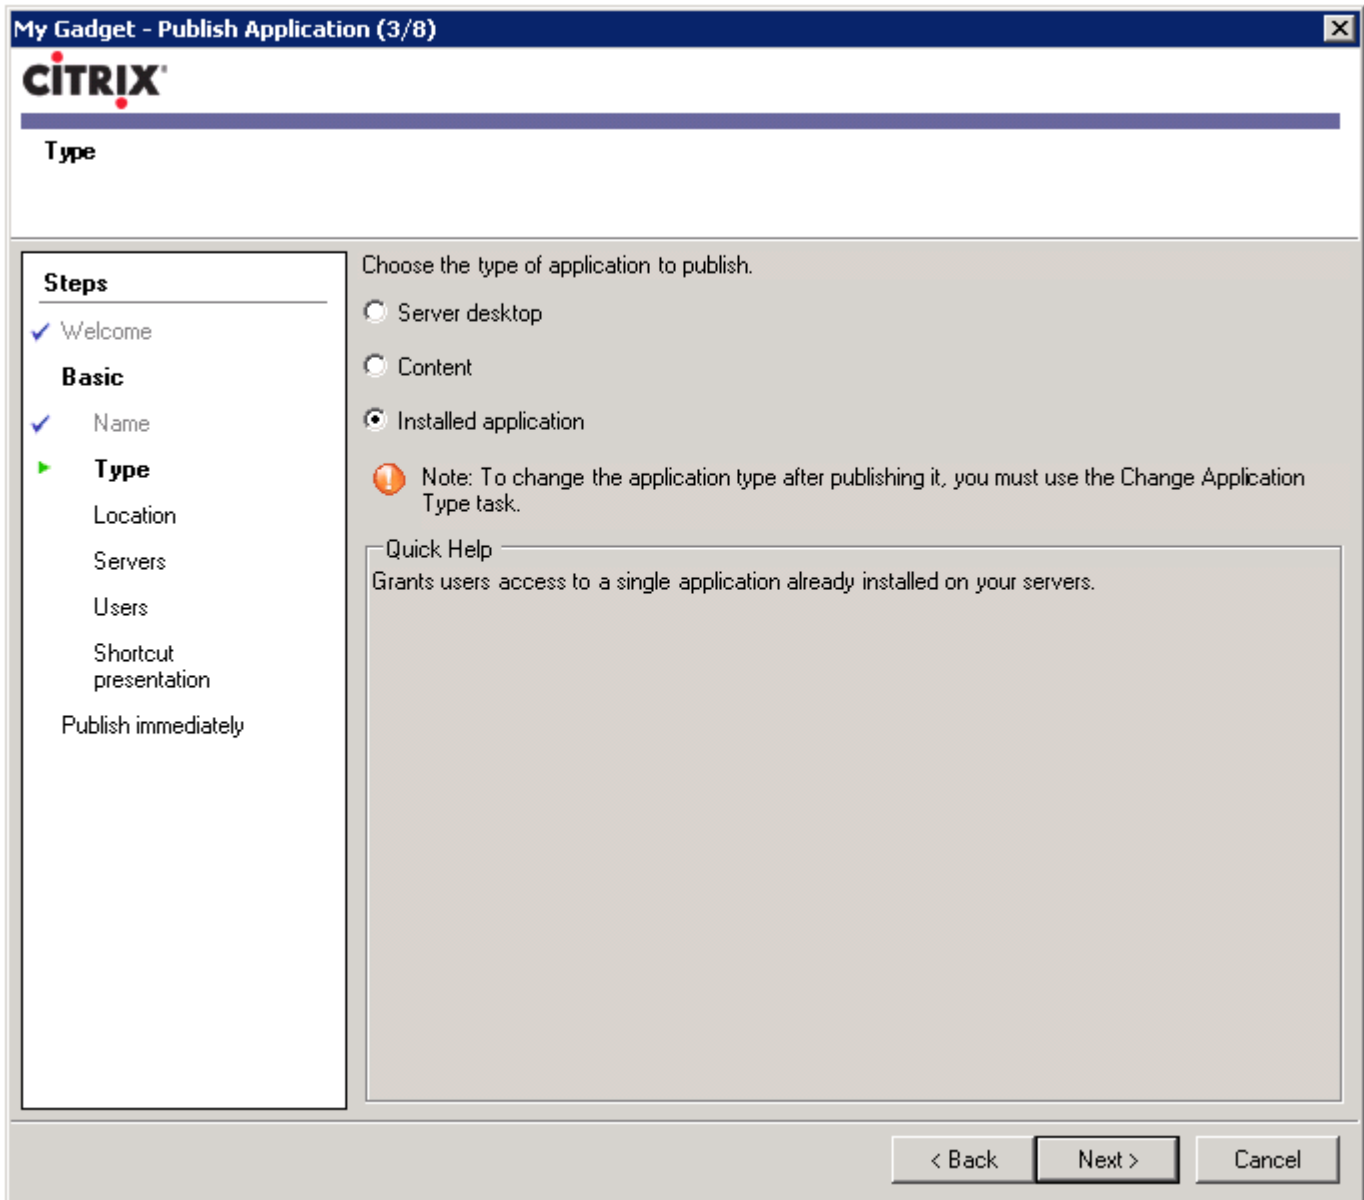 My Gadget - Publish Application (3/8)
CITRIX
Type
Steps
Welcome
Basic
Name
Type
Location
Servers
Users
Shortcut
presentation
Publish immediately
Choose the type of application to publish.
Server desktop
Content
Installed application
Note: To change the application type after publishing it, you must use the Change Application
Type task.
Quick Help
Grants users access to a single application already installed on your servers.
< Back
Next >
Cancel